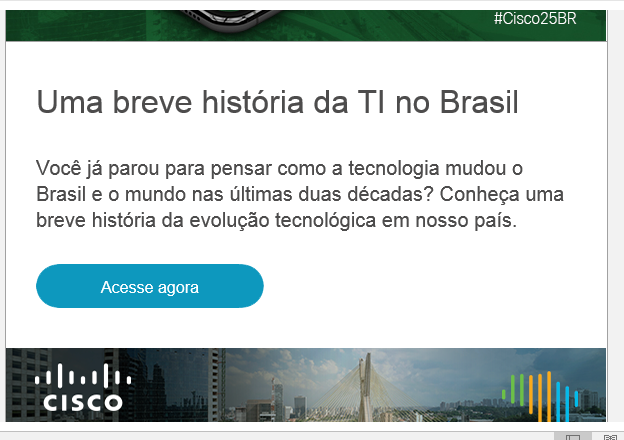 #Cisco25BR
Uma breve história da TI no Brasil
Você já parou para pensar como a tecnologia mudou o
Brasil e o mundo nas últimas duas décadas? Conheça uma
breve história da evolução tecnológica em nosso país.
Acesse agora
CISCO